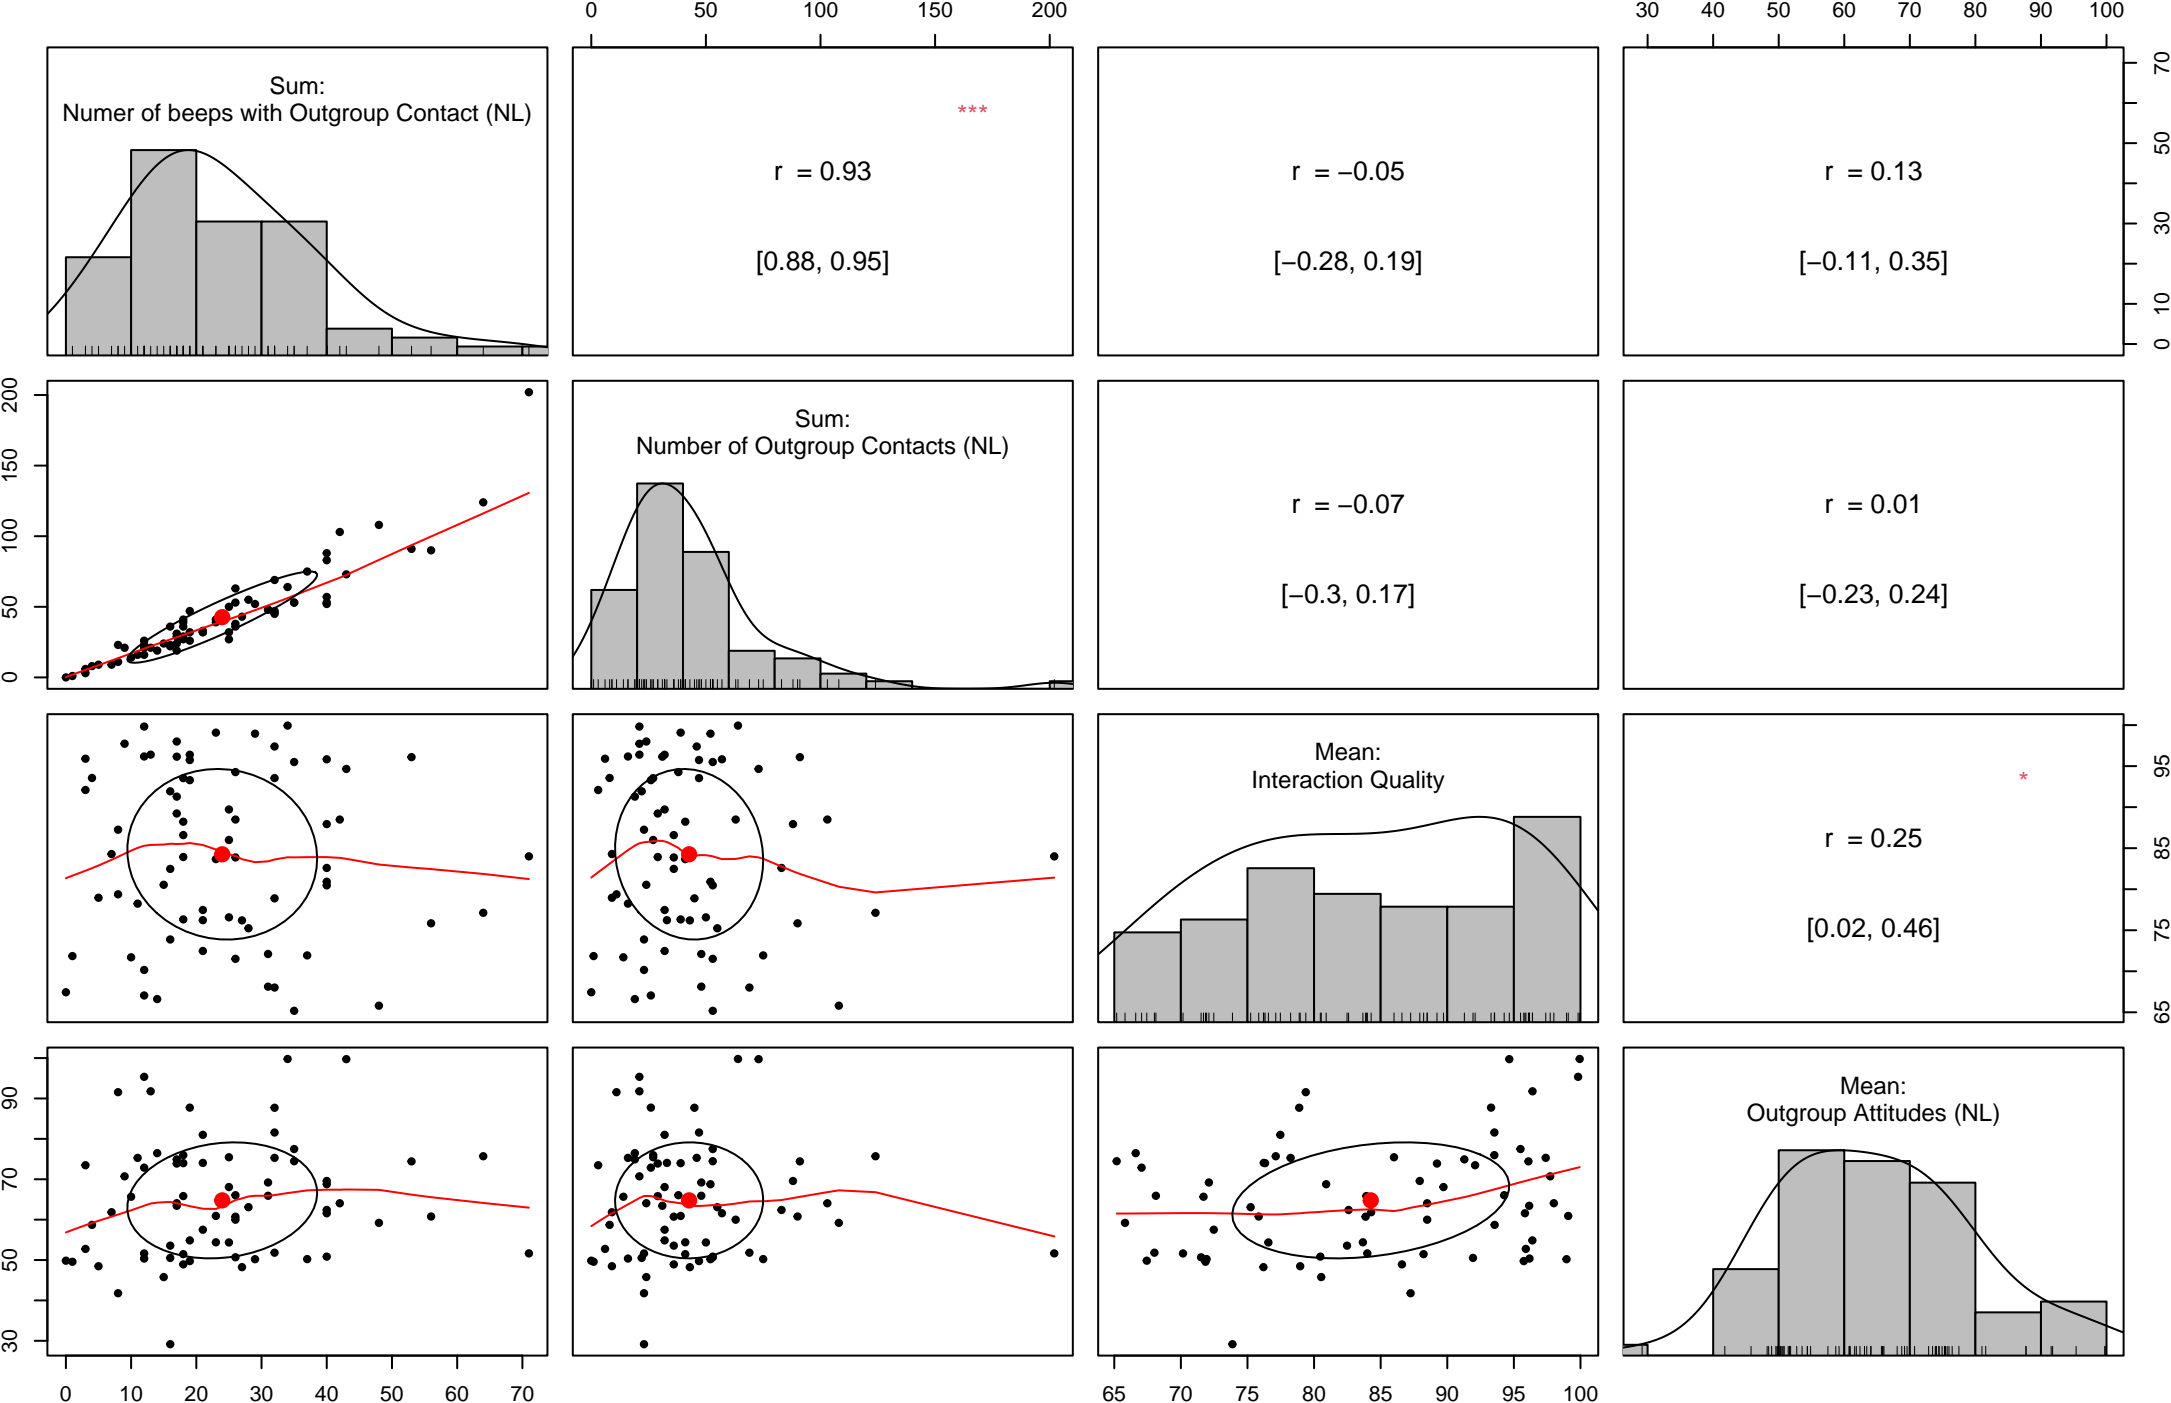 0 50 100 150 200
30 40 50 60 70 80 90 100
Sum:
Numer of beeps with Outgroup Contact (NL)
***
r = 0.93
[0.88, 0.95]
r = −0.05
[−0.28, 0.19]
r = 0.13
[−0.11, 0.35]
0 10 30 50 70
0 50 100 150 200
Sum:
Number of Outgroup Contacts (NL)
r = −0.07
[−0.3, 0.17]
r = 0.01
[−0.23, 0.24]
Mean:
Interaction Quality
*
r = 0.25
[0.02, 0.46]
65 75 85 95
30 50 70 90
Mean:
Outgroup Attitudes (NL)
0 10 20 30 40 50 60 70
65 70 75 80 85 90 95 100